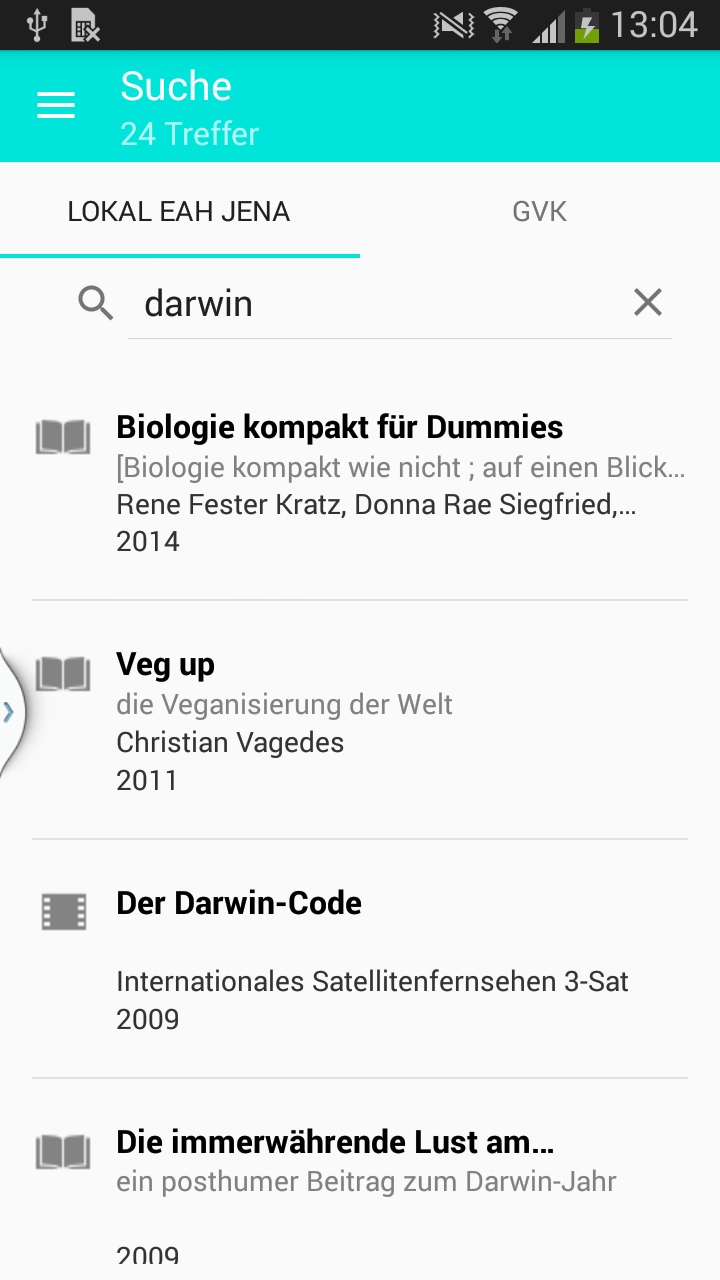 13:04
Suche
24 Treffer
LOKAL EAH JENA
GVK
darwin
Biologie kompakt für Dummies
[Biologie kompakt wie nicht ; auf einen Blick...
Rene Fester Kratz, Donna Rae Siegfried,...
2014
Veg up
die Veganisierung der Welt
Christian Vagedes
2011
Der Darwin-Code
Internationales Satellitenfernsehen 3-Sat
2009
Die immerwährende Lust am...
ein posthumer Beitrag zum Darwin-Jahr
2009